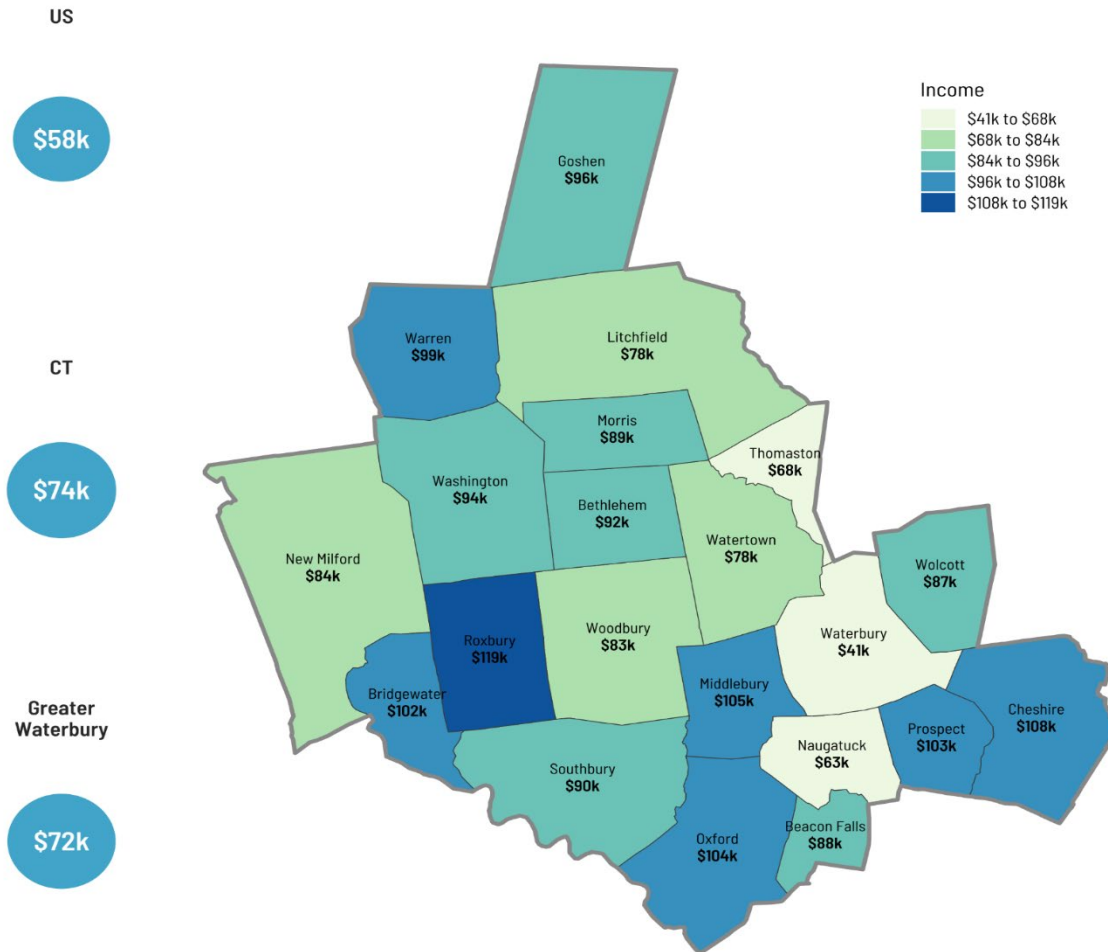 US
$58k
CT
$74k
Greater
Waterbury
$72k
Income
$41k to $68k
$68k to $84k
$84k to $96k
$96k to $108k
$108k to $119k
Goshen
$96k
Warren
$99k
Litchfield
$78k
Morris
$89k
Thomaston
$68k
Washington
$94k
Bethlehem
$92k
Watertown
$78k
New Milford
$84k
Wolcott
$87k
Roxbury
$119k
Woodbury
$83k
Waterbury
$41k
Bridgewater
$102k
Middlebury
$105k
Cheshire
$108k
Prospect
$103k
Naugatuck
$63k
Southbury
$90k
Oxford
$104k
Beacon Falls
$88k